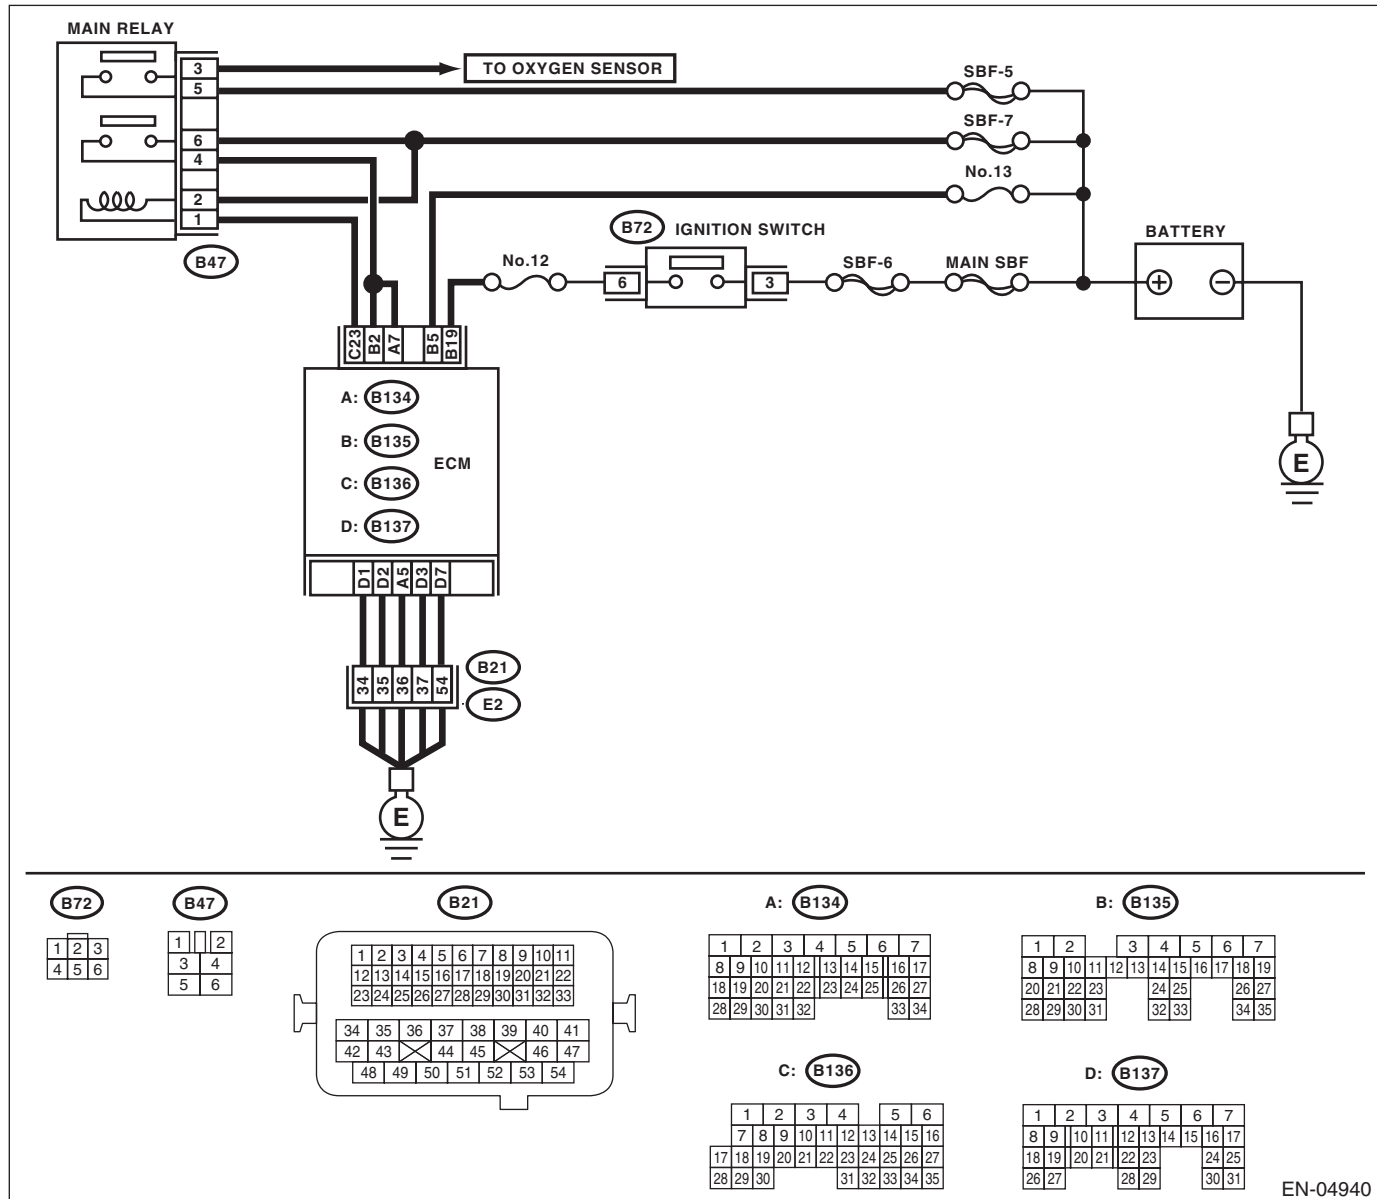 MAIN RELAY
3
TO OXYGEN SENSOR
5
SBF-5
6
SBF-7
4
No.13
2
1
B47
B72 IGNITION SWITCH
BATTERY
No.12
6
3
SBF-6
MAIN SBF
+ −
C23 B2 A7 B5 B19
E
A: B134
B: B135
ECM
C: B136
D: B137
D1 D2 A5 D3 D7
B21
34 35 36 37 54
E2
E
B72
1 2 3
4 5 6
B47
1 2
3 4
5 6
B21
1 2 3 4 5 6 7 8 9 10 11
12 13 14 15 16 17 18 19 20 21 22
23 24 25 26 27 28 29 30 31 32 33
34 35 36 37 38 39 40 41
42 43 44 45 46 47
48 49 50 51 52 53 54
A: B134
1 2 3 4 5 6 7
8 9 10 11 12 13 14 15 16 17
18 19 20 21 22 23 24 25 26 27
28 29 30 31 32 33 34
B: B135
1 2 3 4 5 6 7
8 9 10 11 12 13 14 15 16 17 18 19
20 21 22 23 24 25 26 27
28 29 30 31 32 33 34 35
C: B136
1 2 3 4 5 6
7 8 9 10 11 12 13 14 15 16
17 18 19 20 21 22 23 24 25 26 27
28 29 30 31 32 33 34 35
D: B137
1 2 3 4 5 6 7
8 9 10 11 12 13 14 15 16 17
18 19 20 21 22 23 24 25
26 27 28 29 30 31
EN-04940